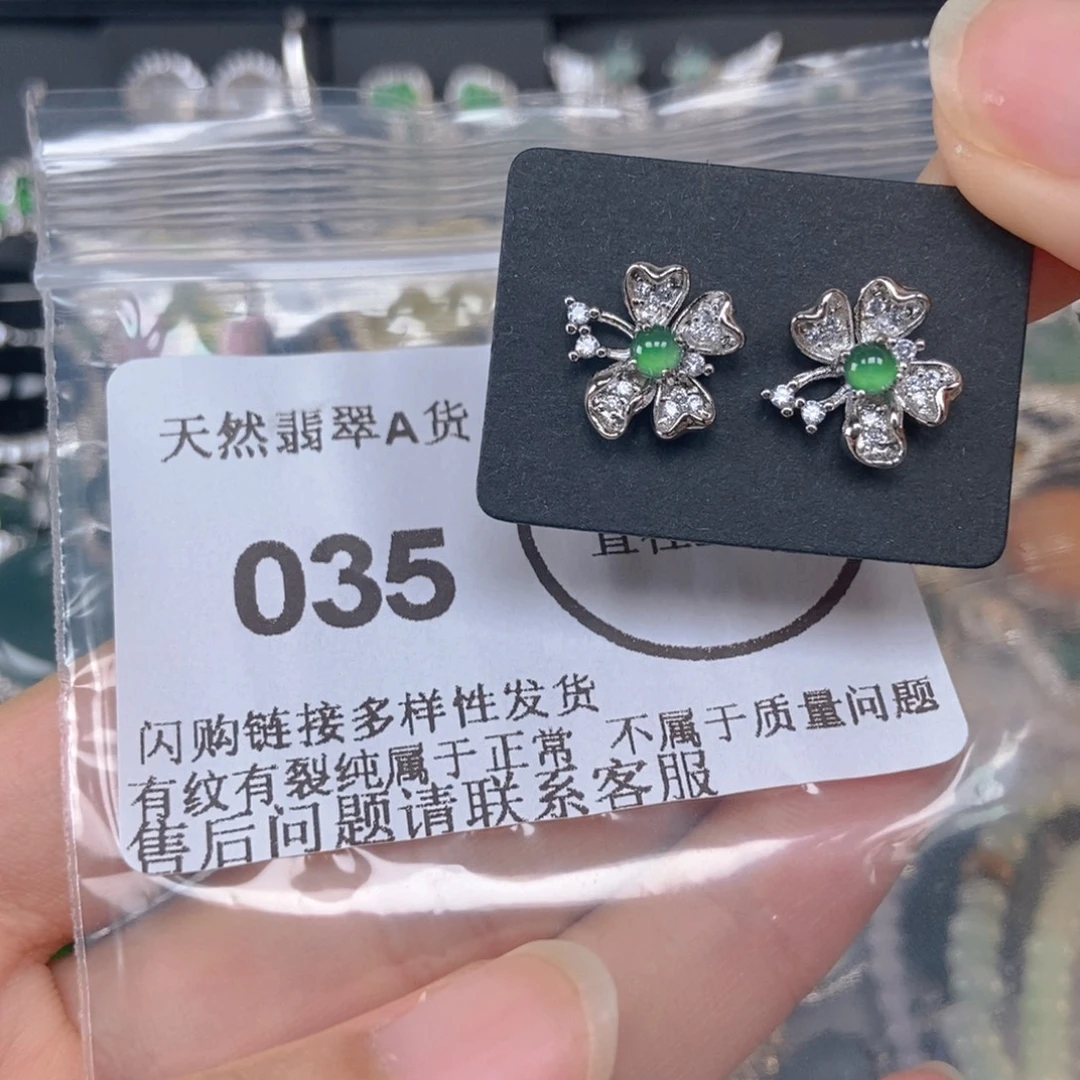 天然翡翠A货
035
闪购链接多样性发货
有纹有裂纯属于正常 不属于质量问题
售后问题请联系客服